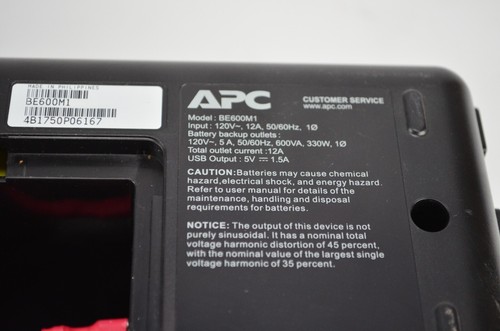 MADE IN PHILIPPINES
BE600M1
4B1750P06167
APC
CUSTOMER SERVICE
www.apc.com
Model: BE600M1
Input: 120V~, 12A, 50/60Hz, 1Ø
Battery backup outlets:
120V~, 5 A, 50/60Hz, 600VA, 330W, 1Ø
Total outlet current:12A
USB Output: 5V ⎓ 1.5A
CAUTION:Batteries may cause chemical
hazard,electrical shock, and energy hazard.
Refer to user manual for details of the
maintenance, handling and disposal
requirements for batteries.
NOTICE: The output of this device is not
purely sinusoidal. It has a nominal total
voltage harmonic distortion of 45 percent,
with the nominal value of the largest single
voltage harmonic of 35 percent.